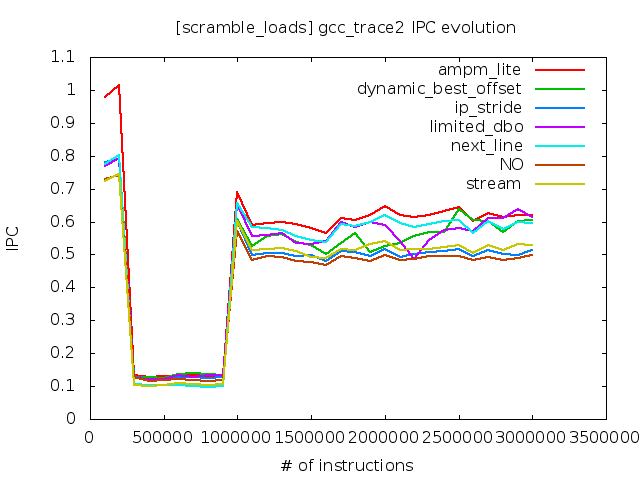 [scramble_loads] gcc_trace2 IPC evolution
1.1
1
0.9
0.8
0.7
0.6
0.5
0.4
0.3
0.2
0.1
0
IPC
ampm_lite
dynamic_best_offset
ip_stride
limited_dbo
next_line
NO
stream
0 500000 1000000 1500000 2000000 2500000 3000000 3500000
# of instructions